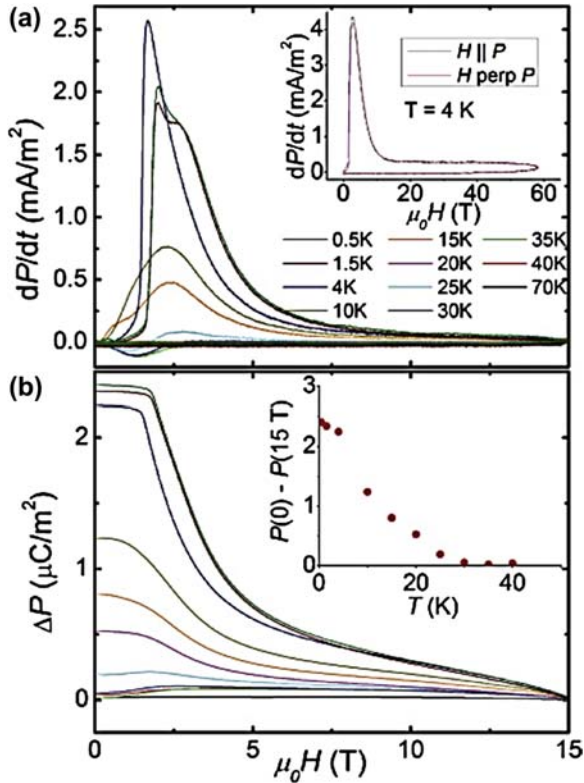 (a)
2.5
2.0
1.5
1.0
0.5
0.0
dP/dt (mA/m²)
4
3
2
1
0
dP/dt (mA/m²)
H || P
H perp P
T = 4 K
0 20 40 60
μ₀H (T)
0.5K 15K 35K
1.5K 20K 40K
4K 25K 70K
10K 30K
(b)
2
1
0
ΔP (μC/m²)
3
2
1
0
P(0) - P(15 T)
0 20 40
T (K)
0 5 10 15
μ₀H (T)